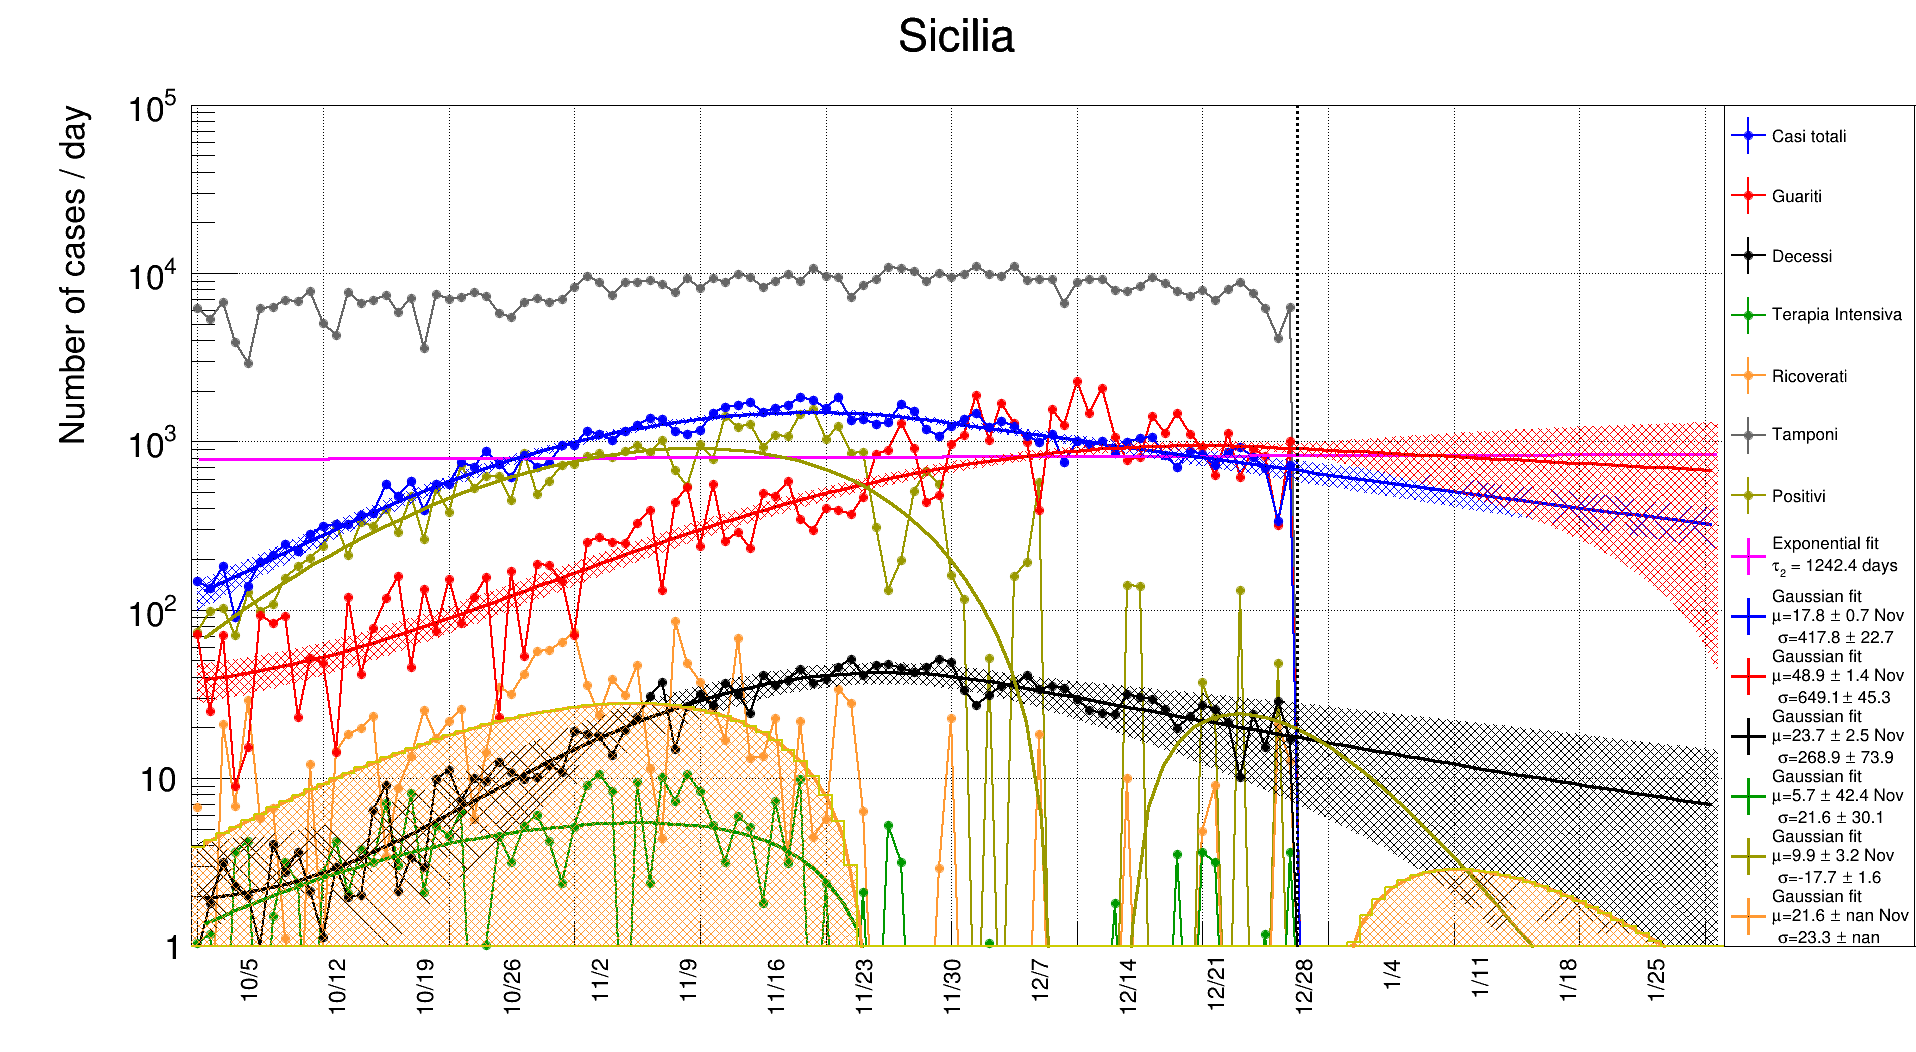 Sicilia
Number of cases / day
10^5
10^4
10^3
10^2
10
1
10/5
10/12
10/19
10/26
11/2
11/9
11/16
11/23
11/30
12/7
12/14
12/21
12/28
1/4
1/11
1/18
1/25
Casi totali
Guariti
Decessi
Terapia Intensiva
Ricoverati
Tamponi
Positivi
Exponential fit
τ₂ = 1242.4 days
Gaussian fit
μ=17.8 ± 0.7 Nov
σ=417.8 ± 22.7
Gaussian fit
μ=48.9 ± 1.4 Nov
σ=649.1 ± 45.3
Gaussian fit
μ=23.7 ± 2.5 Nov
σ=268.9 ± 73.9
Gaussian fit
μ=5.7 ± 42.4 Nov
σ=21.6 ± 30.1
Gaussian fit
μ=9.9 ± 3.2 Nov
σ=-17.7 ± 1.6
Gaussian fit
μ=21.6 ± nan Nov
σ=23.3 ± nan